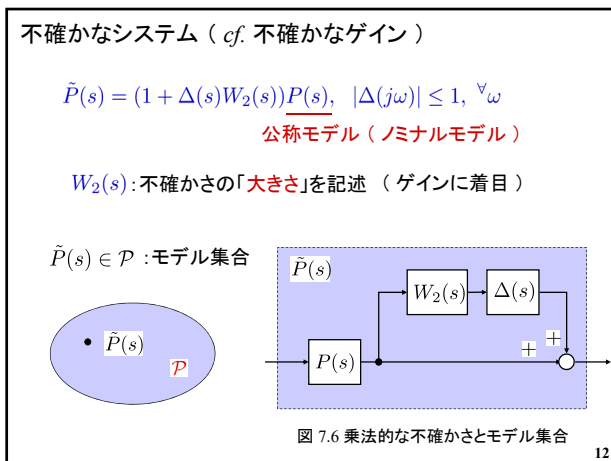 不確かなシステム ( cf. 不確かなゲイン )
P̃(s) = (1 + Δ(s)W₂(s))P(s), |Δ(jω)| ≤ 1, ∀ω
公称モデル ( ノミナルモデル )
W₂(s) : 不確かさの「大きさ」を記述 ( ゲインに着目 )
P̃(s) ∈ 𝒫 : モデル集合
P̃(s)
𝒫
P̃(s)
W₂(s)
Δ(s)
P(s)
+
+
図 7.6 乗法的な不確かさとモデル集合
12